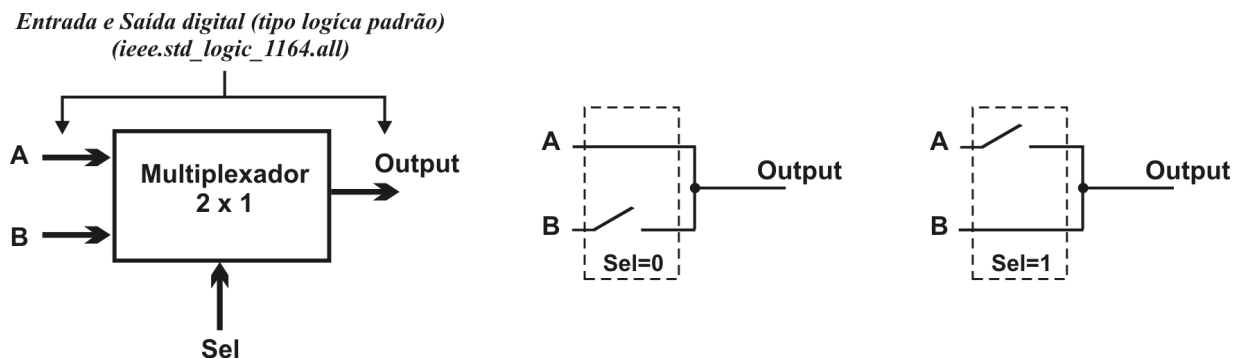 Entrada e Saída digital (tipo logíca padrão)
(ieee.std_logic_1164.all)
A
B
Multiplexador
2 x 1
Output
Sel
A
B
Output
Sel=0
A
B
Output
Sel=1